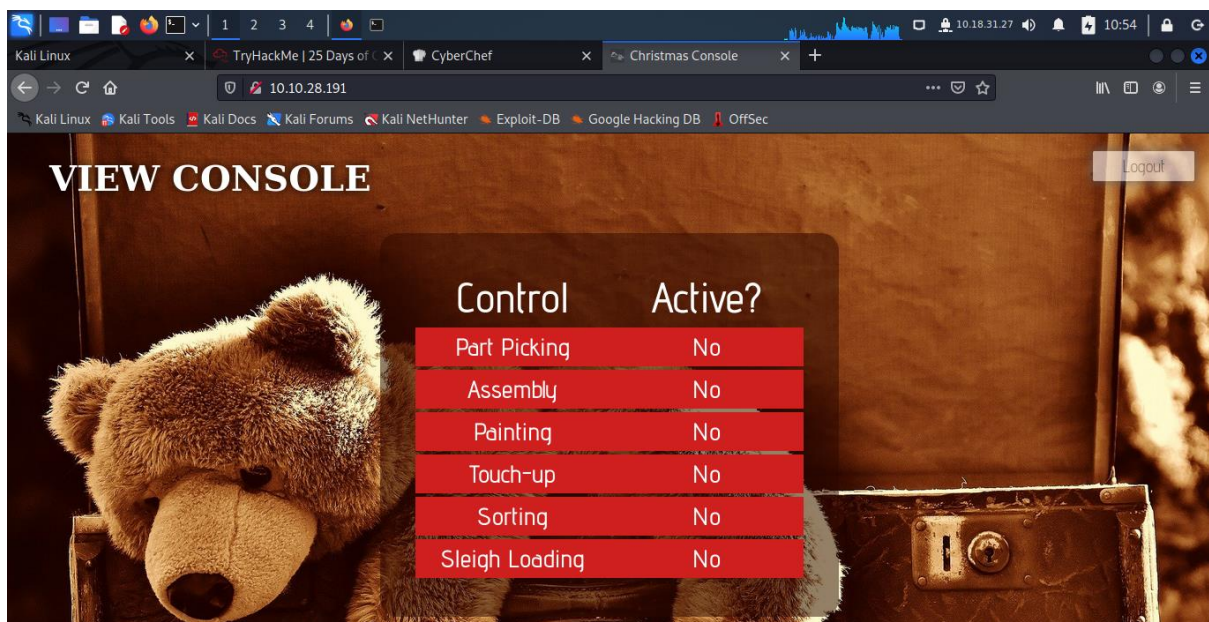 1 2 3 4 10.18.31.27 10:54
Kali Linux TryHackMe | 25 Days of CyberChef Christmas Console
10.10.28.191
Kali Linux Kali Tools Kali Docs Kali Forums Kali NetHunter Exploit-DB Google Hacking DB OffSec
VIEW CONSOLE Logout
Control Active?
Part Picking No
Assembly No
Painting No
Touch-up No
Sorting No
Sleigh Loading No